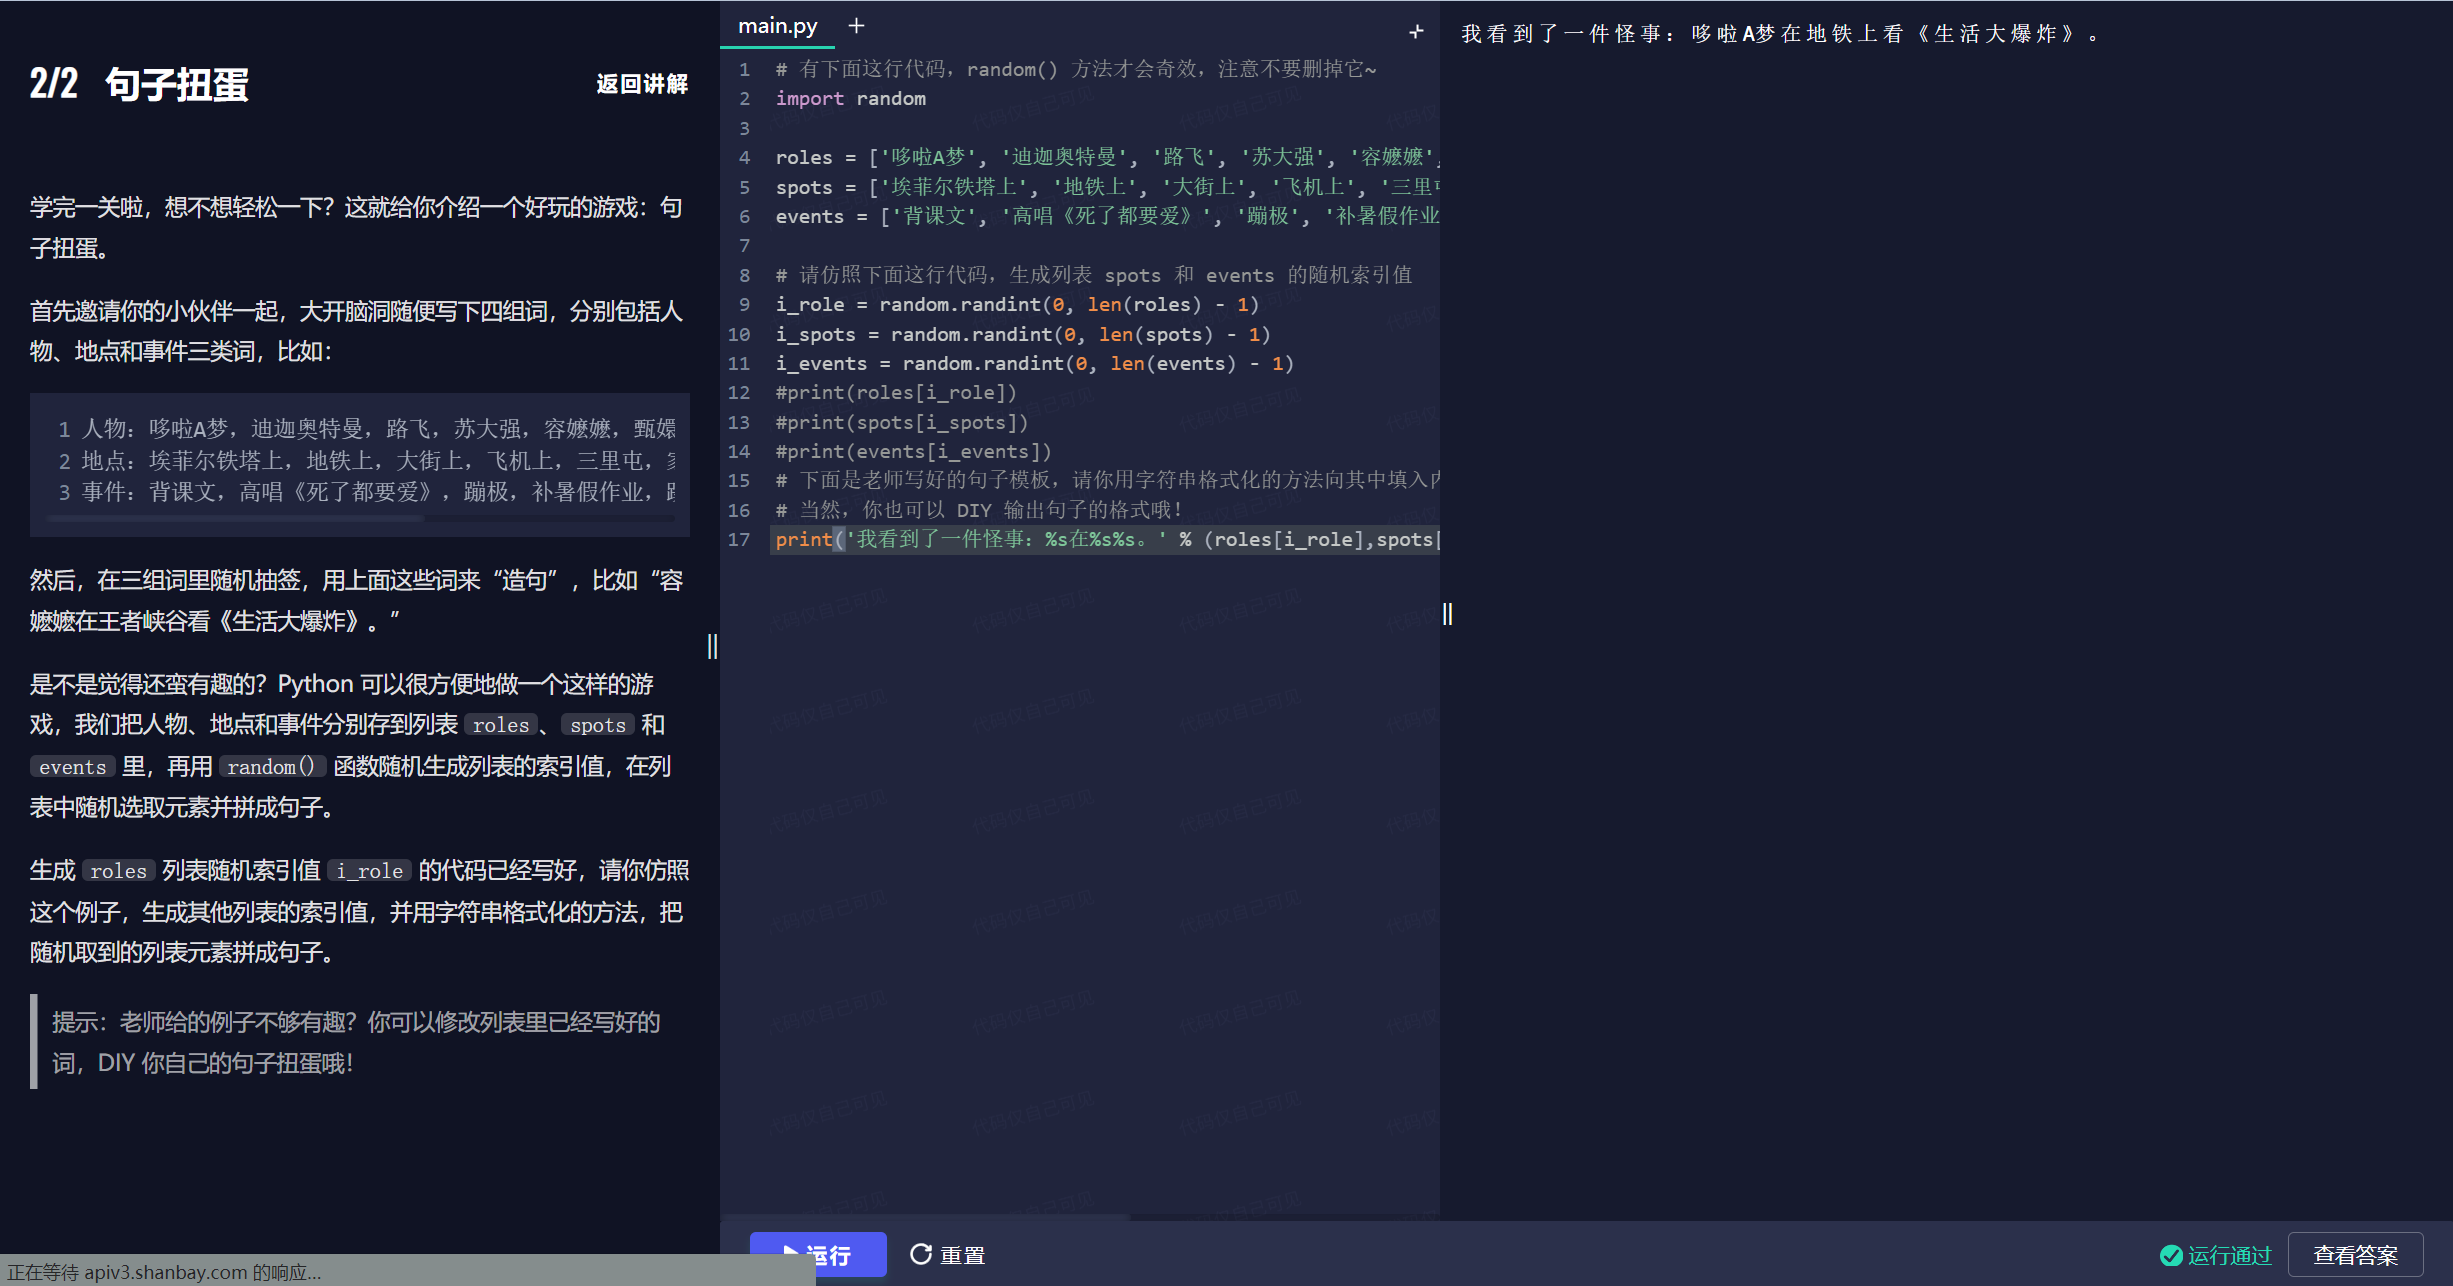 2/2 句子扭蛋
返回讲解
学完一关啦，想不想轻松一下？这就给你介绍一个好玩的游戏：句
子扭蛋。
首先邀请你的小伙伴一起，大开脑洞随便写下四组词，分别包括人
物、地点和事件三类词，比如：
1 人物：哆啦A梦，迪迦奥特曼，路飞，苏大强，容嬷嬷，甄嬛
2 地点：埃菲尔铁塔上，地铁上，大街上，飞机上，三里屯，
3 事件：背课文，高唱《死了都要爱》，蹦极，补暑假作业，
然后，在三组词里随机抽签，用上面这些词来“造句”，比如“容
嬷嬷在王者峡谷看《生活大爆炸》。”
是不是觉得还蛮有趣的？Python 可以很方便地做一个这样的游
戏，我们把人物、地点和事件分别存到列表 roles、spots 和
events 里，再用 random() 函数随机生成列表的索引值，在列
表中随机选取元素并拼成句子。
生成 roles 列表随机索引值 i_role 的代码已经写好，请你仿照
这个例子，生成其他列表的索引值，并用字符串格式化的方法，把
随机取到的列表元素拼成句子。
提示：老师给的例子不够有趣？你可以修改列表里已经写好的
词，DIY 你自己的句子扭蛋哦！
正在等待 apiv3.shanbay.com 的响应...
main.py +
1 # 有下面这行代码，random() 方法才会奇效，注意不要删掉它~
2 import random
3
4 roles = ['哆啦A梦', '迪迦奥特曼', '路飞', '苏大强', '容嬷嬷',
5 spots = ['埃菲尔铁塔上', '地铁上', '大街上', '飞机上', '三里屯
6 events = ['背课文', '高唱《死了都要爱》', '蹦极', '补暑假作业
7
8 # 请仿照下面这行代码，生成列表 spots 和 events 的随机索引值
9 i_role = random.randint(0, len(roles) - 1)
10 i_spots = random.randint(0, len(spots) - 1)
11 i_events = random.randint(0, len(events) - 1)
12 #print(roles[i_role])
13 #print(spots[i_spots])
14 #print(events[i_events])
15 # 下面是老师写好的句子模板，请你用字符串格式化的方法向其中填入内
16 # 当然，你也可以 DIY 输出句子的格式哦！
17 print('我看到了一件怪事：%s在%s%s。' % (roles[i_role],spots[
代码仅自己可见
运行
重置
我看到了一件怪事：哆啦A梦在地铁上看《生活大爆炸》。
运行通过
查看答案